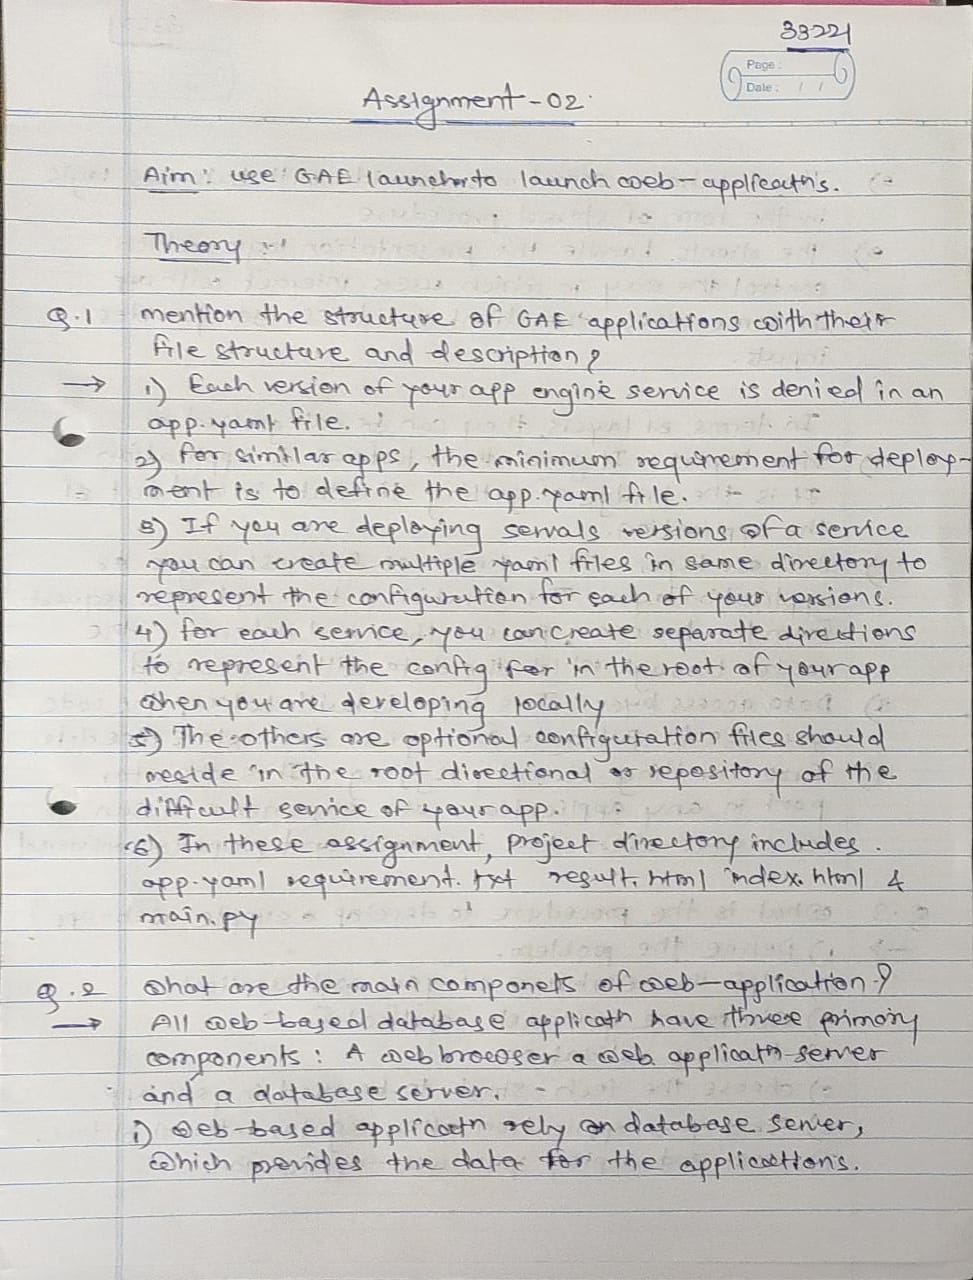 33221
Page :
Date : / /
Assignment - 02
Aim: use GAE launcher to launch web-applicatn's.
Theory :-
Q.1 mention the structure of GAE applications with their
file structure and description?
→ 1) Each version of your app engine service is denied in an
app.yaml file.
2) for similar apps, the minimum requirement for deploy-
ment is to define the app.yaml file.
3) If you are deploying servals versions of a service
you can create multiple yaml files in same directory to
represent the configuration for each of your versions.
4) for each service, you can create separate directions
to represent the config for in the root of your app
when you are developing locally
5) The others are optional configuration files should
reside in the root directional or repository of the
difficult service of your app.
6) In these assignment, project directory includes.
app.yaml requirement.txt result.html index.html &
main.py
Q.2 What are the main componets of web-application?
→ All web-based database applicatn have three primary
components: A web browser a web applicatn server
and a database server.
i) web-based applicatn rely on database server,
which provides the data for the applications.